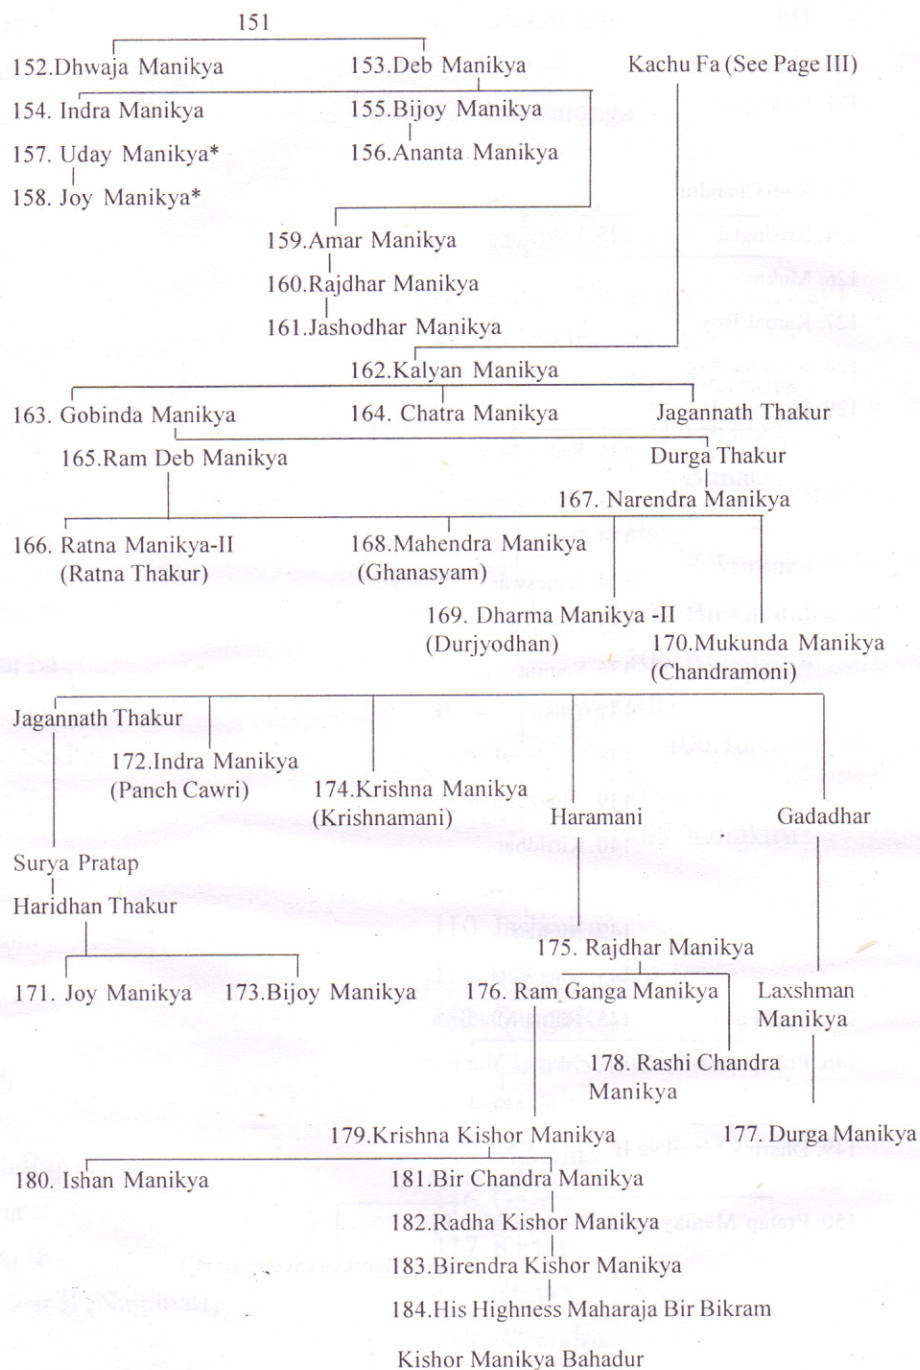 151
152.Dhwaja Manikya 153.Deb Manikya Kachu Fa (See Page III)
154. Indra Manikya 155.Bijoy Manikya
157. Uday Manikya* 156.Ananta Manikya
158. Joy Manikya*
159.Amar Manikya
160.Rajdhar Manikya
161.Jashodhar Manikya
162.Kalyan Manikya
163. Gobinda Manikya 164. Chatra Manikya Jagannath Thakur
165.Ram Deb Manikya Durga Thakur
167. Narendra Manikya
166. Ratna Manikya-II 168.Mahendra Manikya
(Ratna Thakur) (Ghanasyam)
169. Dharma Manikya -II
(Durjyodhan)
170.Mukunda Manikya
(Chandramoni)
Jagannath Thakur
172.Indra Manikya
(Panch Cawri)
174.Krishna Manikya
(Krishnamani)
Haramani Gadadhar
Surya Pratap
Haridhan Thakur
175. Rajdhar Manikya
171. Joy Manikya 173.Bijoy Manikya 176. Ram Ganga Manikya Laxshman
Manikya
178. Rashi Chandra
Manikya
179.Krishna Kishor Manikya 177. Durga Manikya
180. Ishan Manikya 181.Bir Chandra Manikya
182.Radha Kishor Manikya
183.Birendra Kishor Manikya
184.His Highness Maharaja Bir Bikram
Kishor Manikya Bahadur